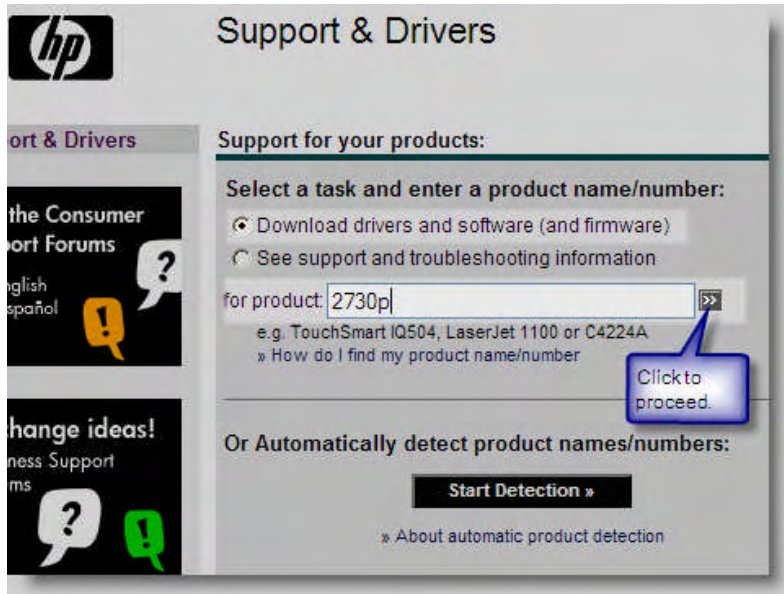 hp
Support & Drivers
ort & Drivers
the Consumer
ort Forums
nglish
spañol
hange ideas!
ness Support
ms
Support for your products:
Select a task and enter a product name/number:
Download drivers and software (and firmware)
See support and troubleshooting information
for product: 2730p
e.g. TouchSmart IQ504, LaserJet 1100 or C4224A
» How do I find my product name/number
Click to
proceed.
Or Automatically detect product names/numbers:
Start Detection »
» About automatic product detection